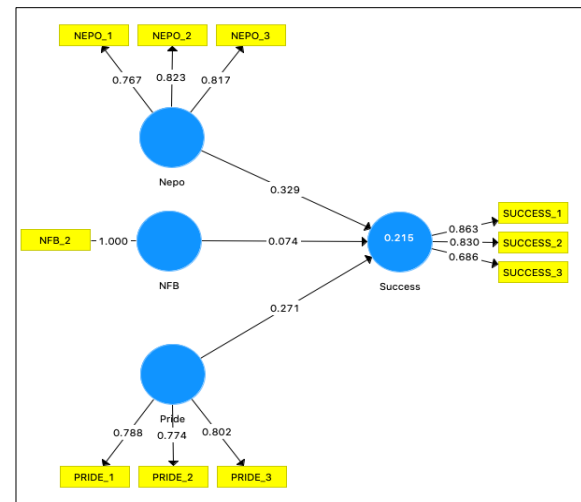 NEPO_1 NEPO_2 NEPO_3
0.767 0.823 0.817
Nepo
0.329
SUCCESS_1
0.215 0.863
NFB_2 1.000 0.074 0.830 SUCCESS_2
0.686 SUCCESS_3
NFB Success
0.271
Pride
0.788 0.774 0.802
PRIDE_1 PRIDE_2 PRIDE_3